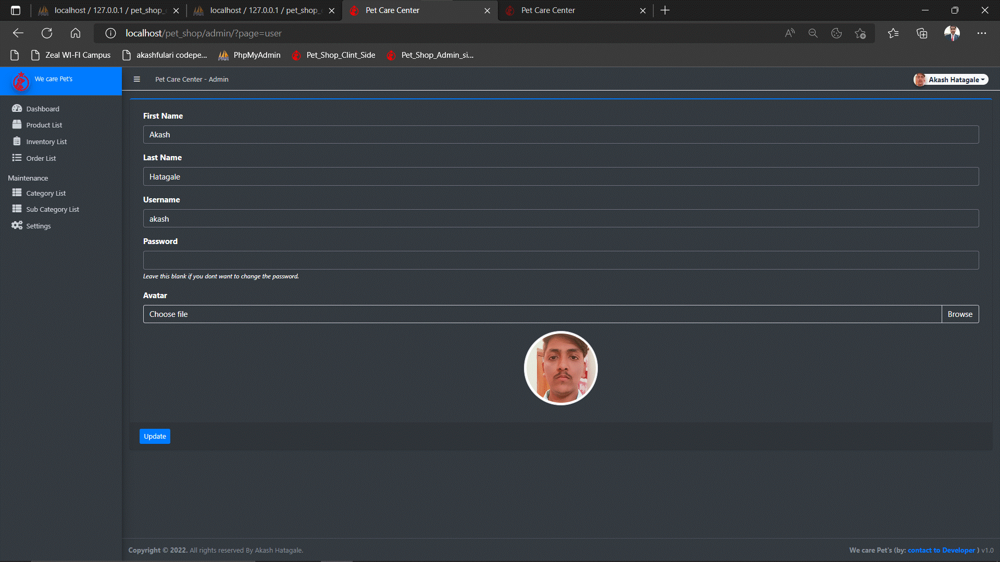 localhost / 127.0.0.1 / pet_shop_
localhost / 127.0.0.1 / pet_shop_
Pet Care Center
Pet Care Center
localhost/pet_shop/admin/?page=user
Zeal WI-FI Campus
akashfulari codepe...
PhpMyAdmin
Pet_Shop_Clint_Side
Pet_Shop_Admin_si...
We care Pet's
Pet Care Center - Admin
Akash Hatagale
Dashboard
Product List
Inventory List
Order List
Maintenance
Category List
Sub Category List
Settings
First Name
Akash
Last Name
Hatagale
Username
akash
Password
Leave this blank if you dont want to change the password.
Avatar
Choose file
Browse
Update
Copyright © 2022. All rights reserved By Akash Hatagale.
We care Pet's (by: contact to Developer ) v1.0